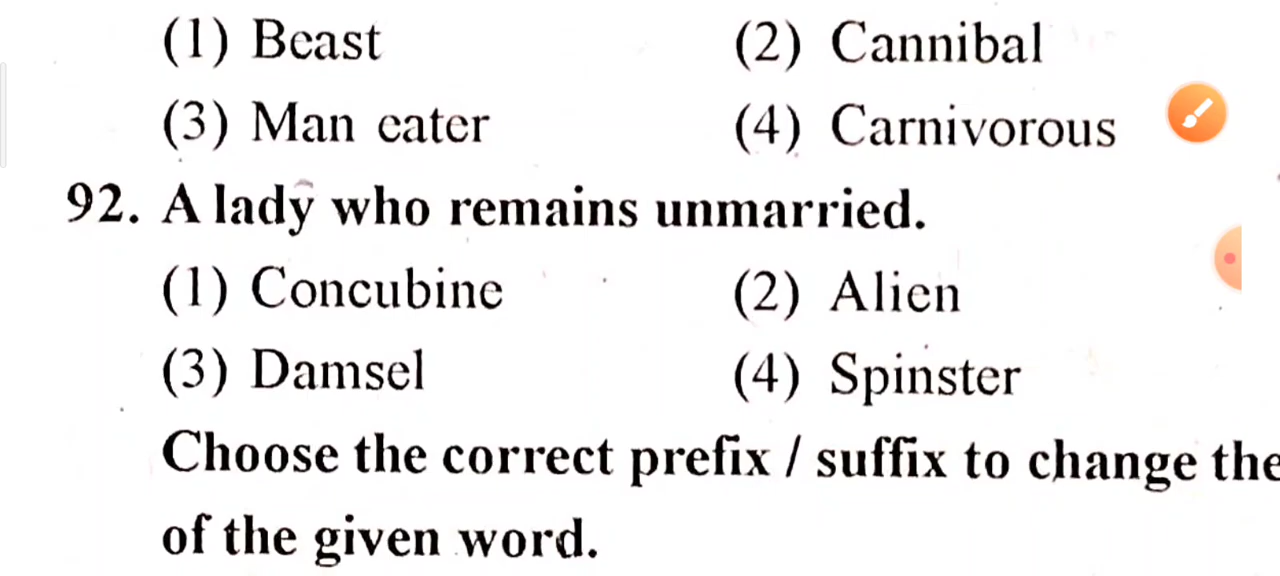 (1) Beast (2) Cannibal
(3) Man eater (4) Carnivorous
92. A lady who remains unmarried.
(1) Concubine (2) Alien
(3) Damsel (4) Spinster
Choose the correct prefix / suffix to change the
of the given word.